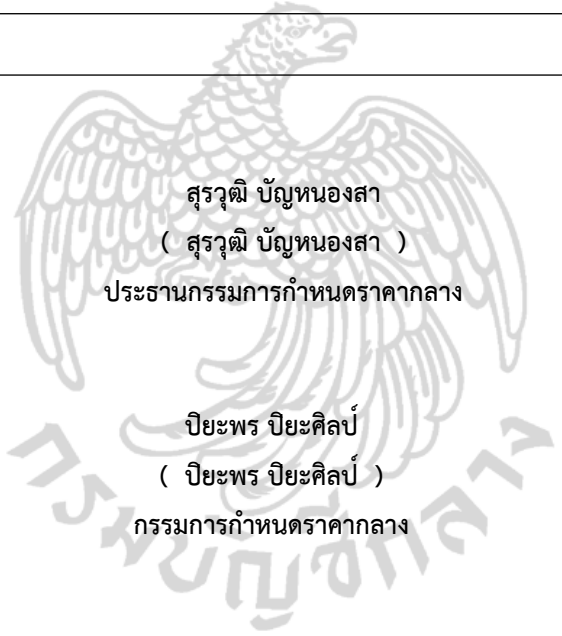 สุรวุฒิ บัญหนองสา
( สุรวุฒิ บัญหนองสา )
ประธานกรรมการกำหนดราคากลาง
ปิยะพร ปิยะศิลป์
( ปิยะพร ปิยะศิลป์ )
กรรมการกำหนดราคากลาง
กรมบัญชีกลาง